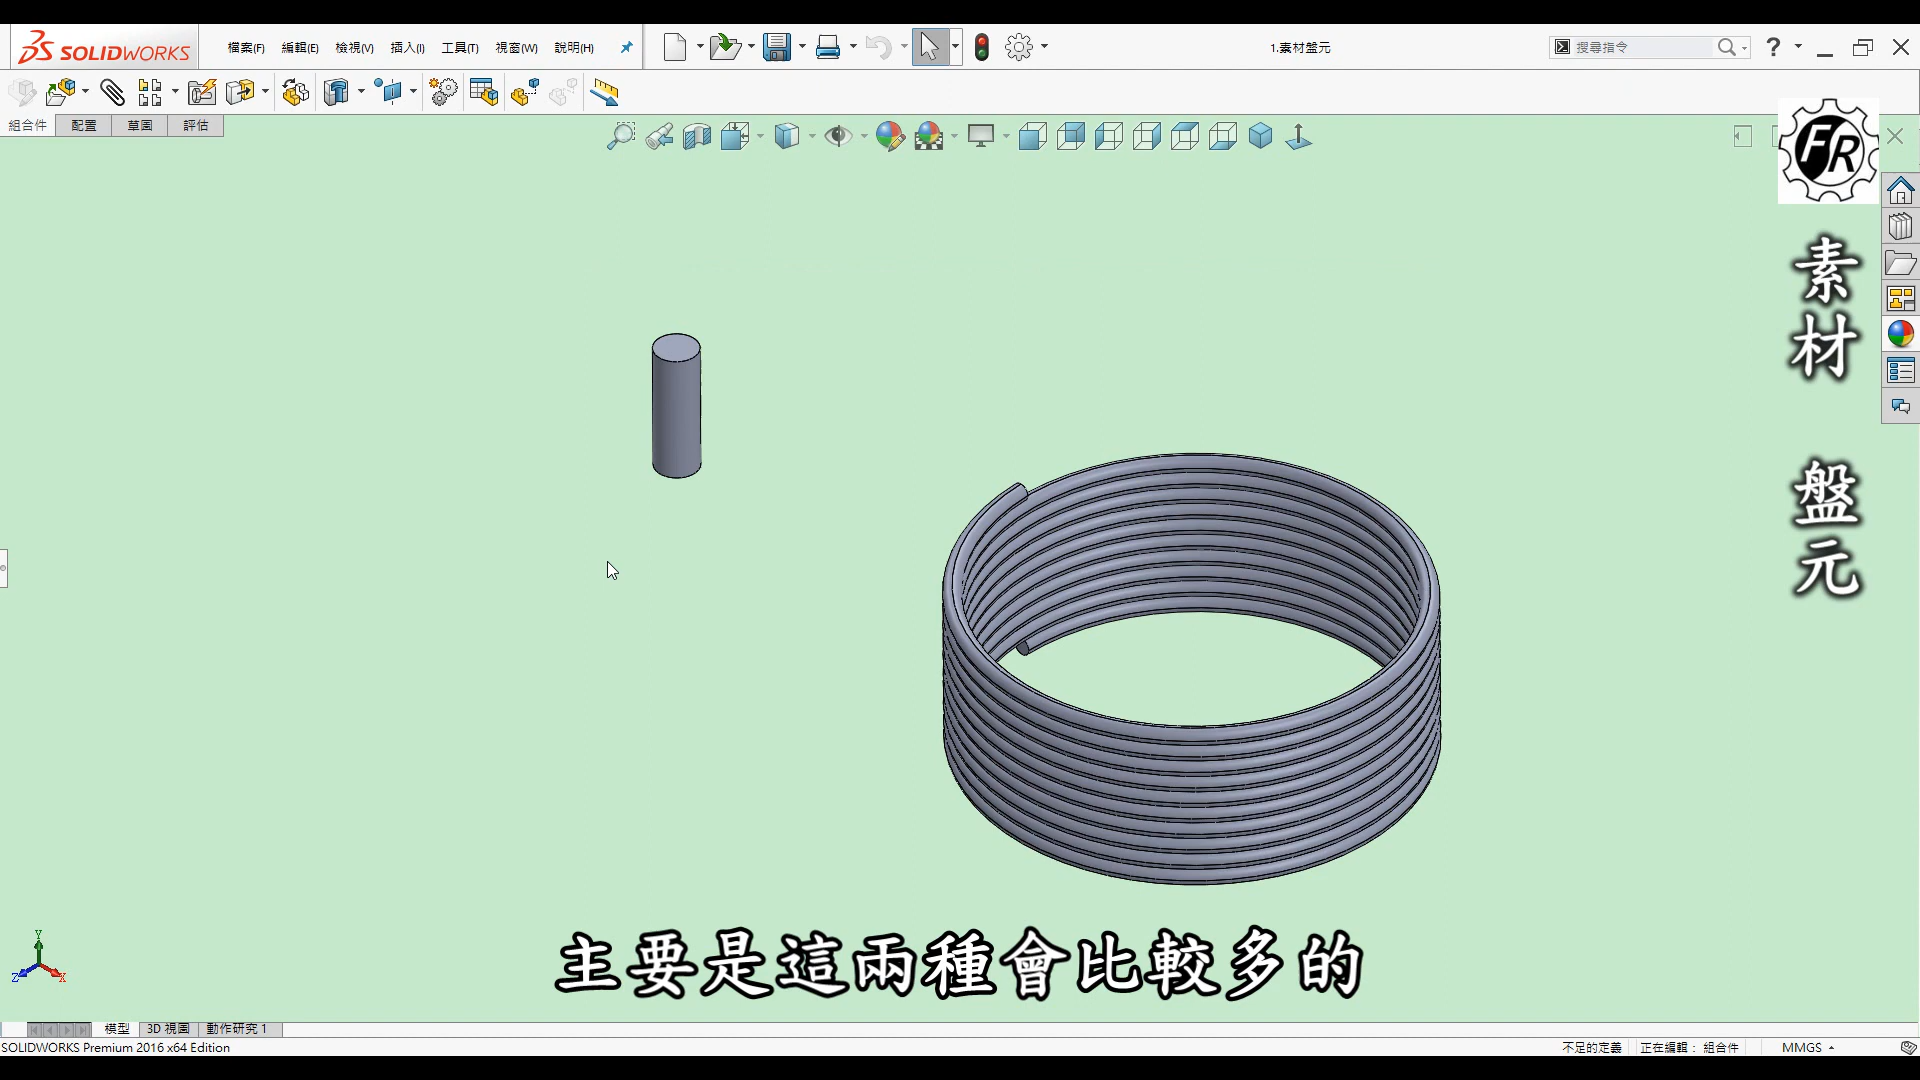 SOLIDWORKS
檔案(F) 編輯(E) 檢視(V) 插入(I) 工具(T) 視窗(W) 說明(H)
1.素材盤元
搜尋指令
組合件 配置 草圖 評估
FR
素材
盤元
主要是這兩種會比較多的
Y
Z
X
模型 3D 視圖 動作研究 1
SOLIDWORKS Premium 2016 x64 Edition
不足的定義 正在編輯： 組合件 MMGS